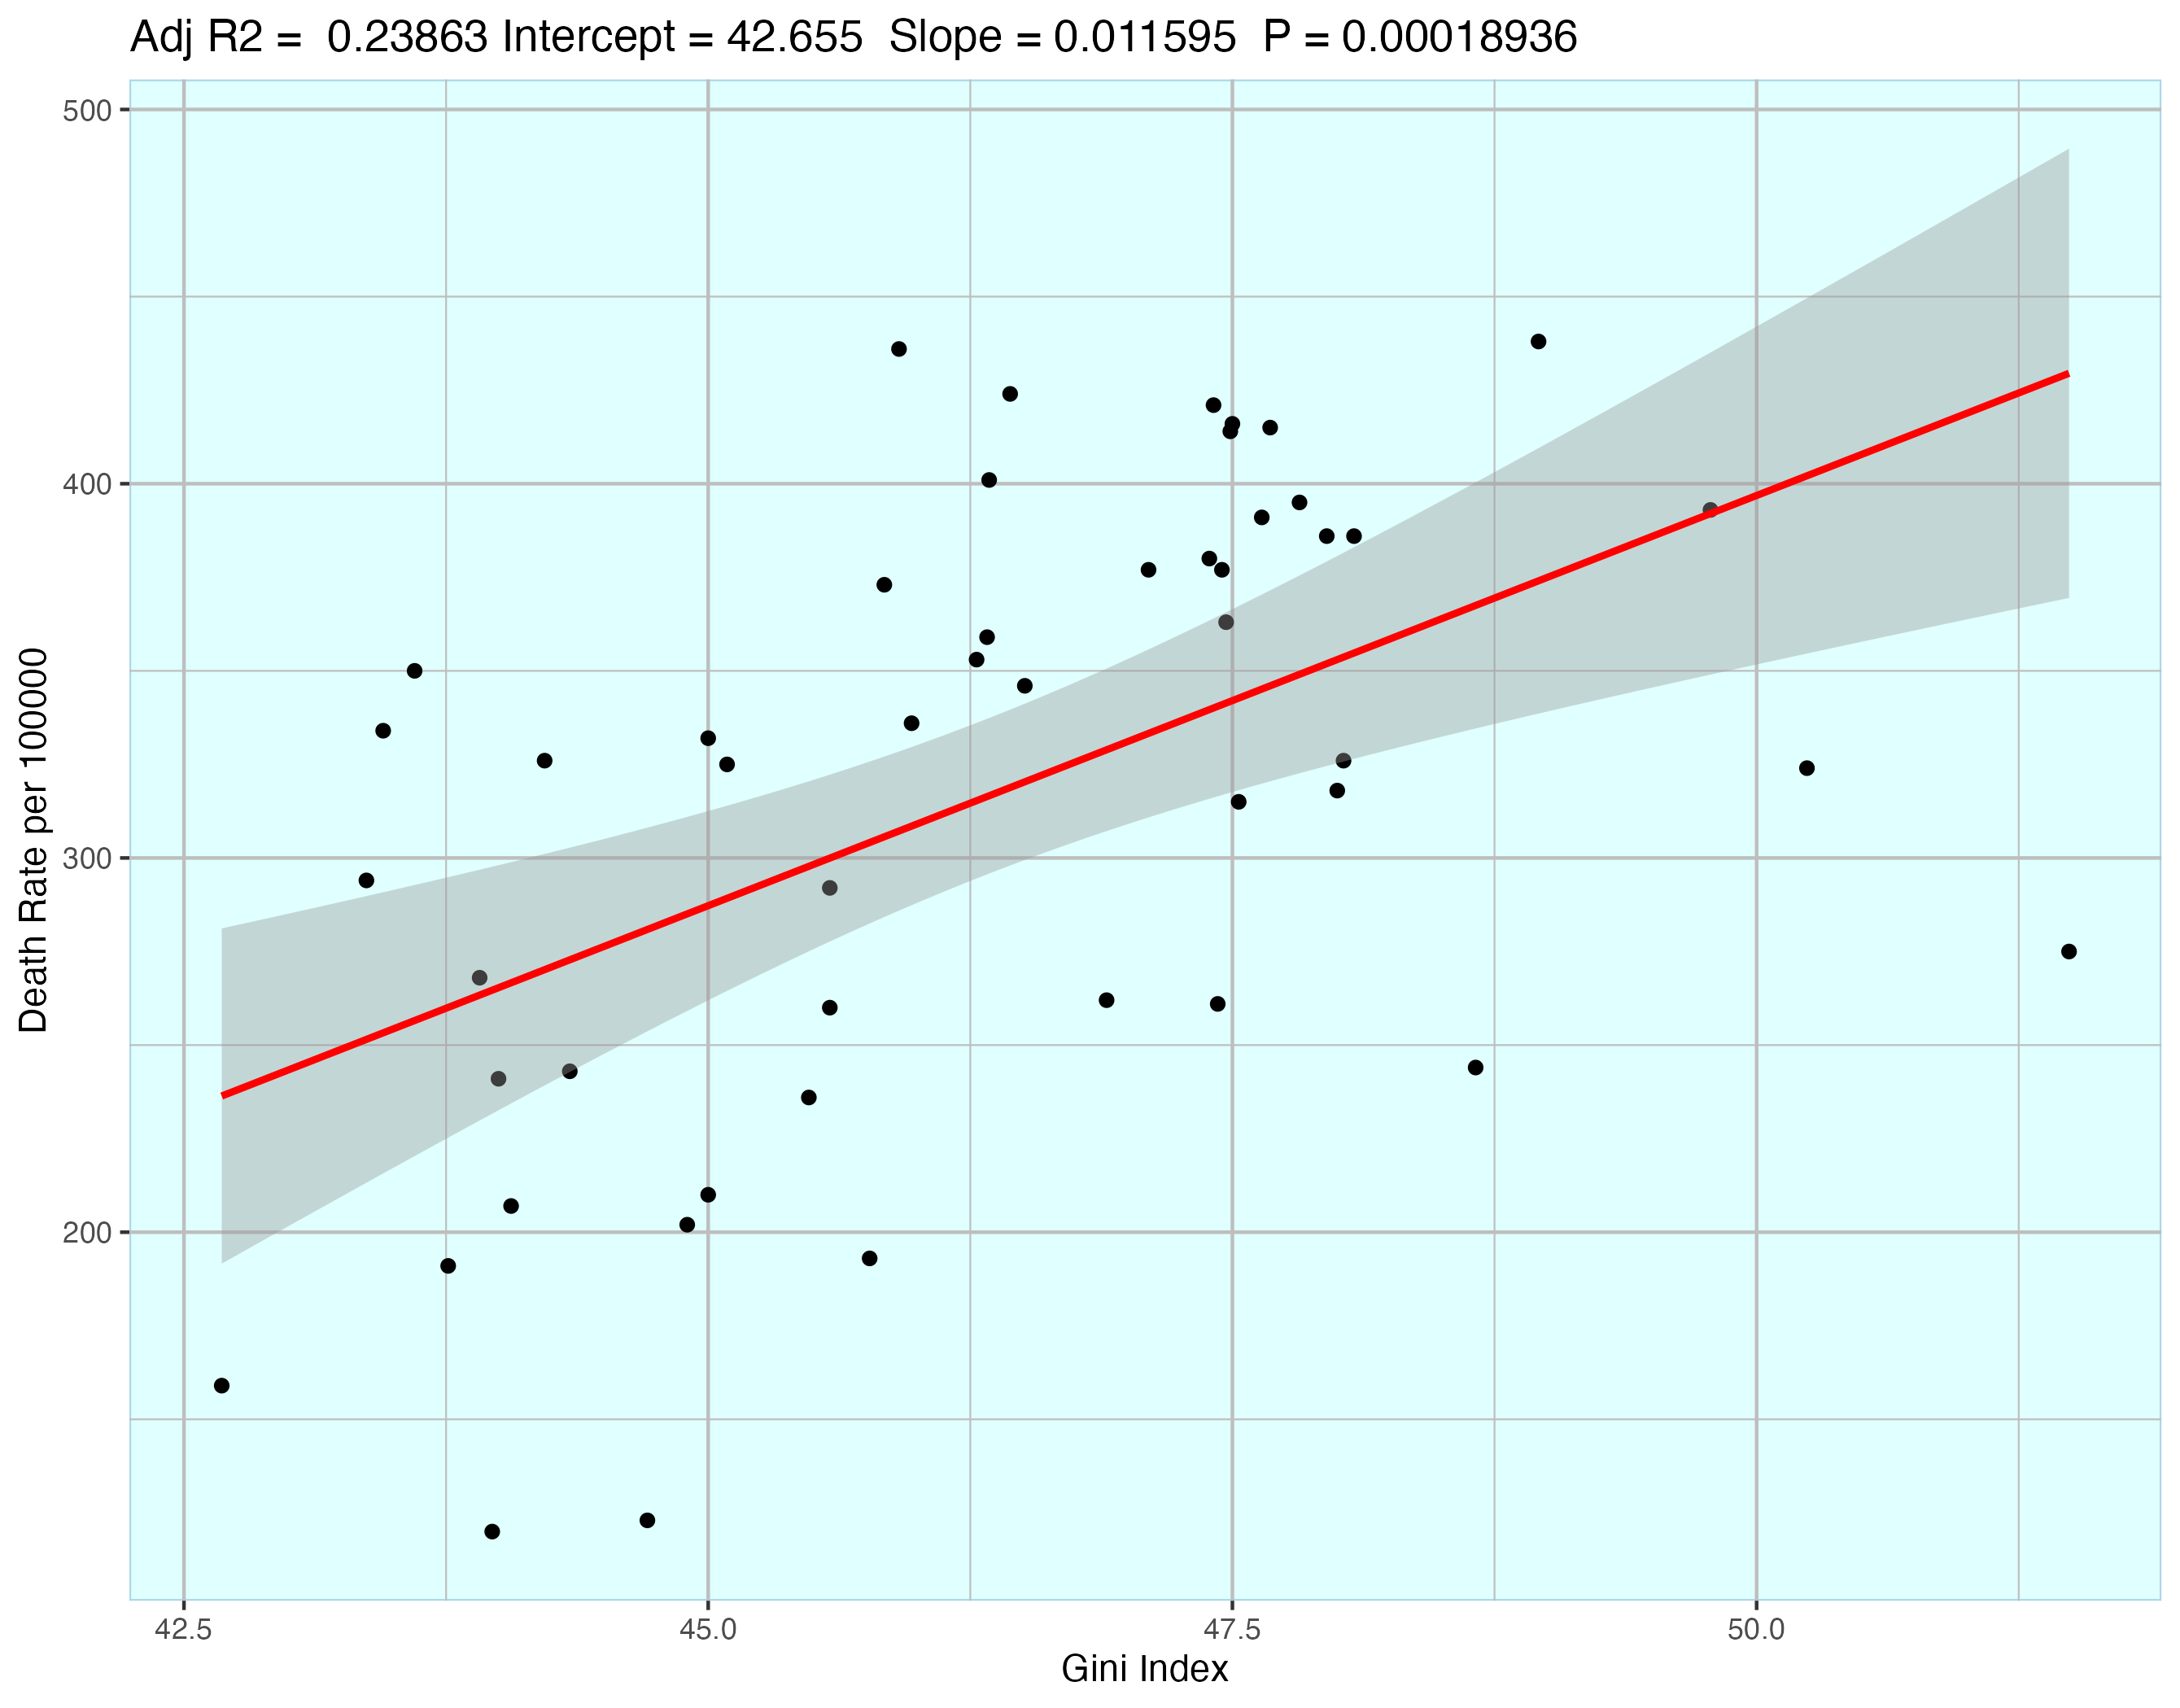 Adj R2 =  0.23863 Intercept = 42.655  Slope = 0.011595  P = 0.00018936
500
400
300
200
Death Rate per 100000
42.5 45.0 47.5 50.0
Gini Index